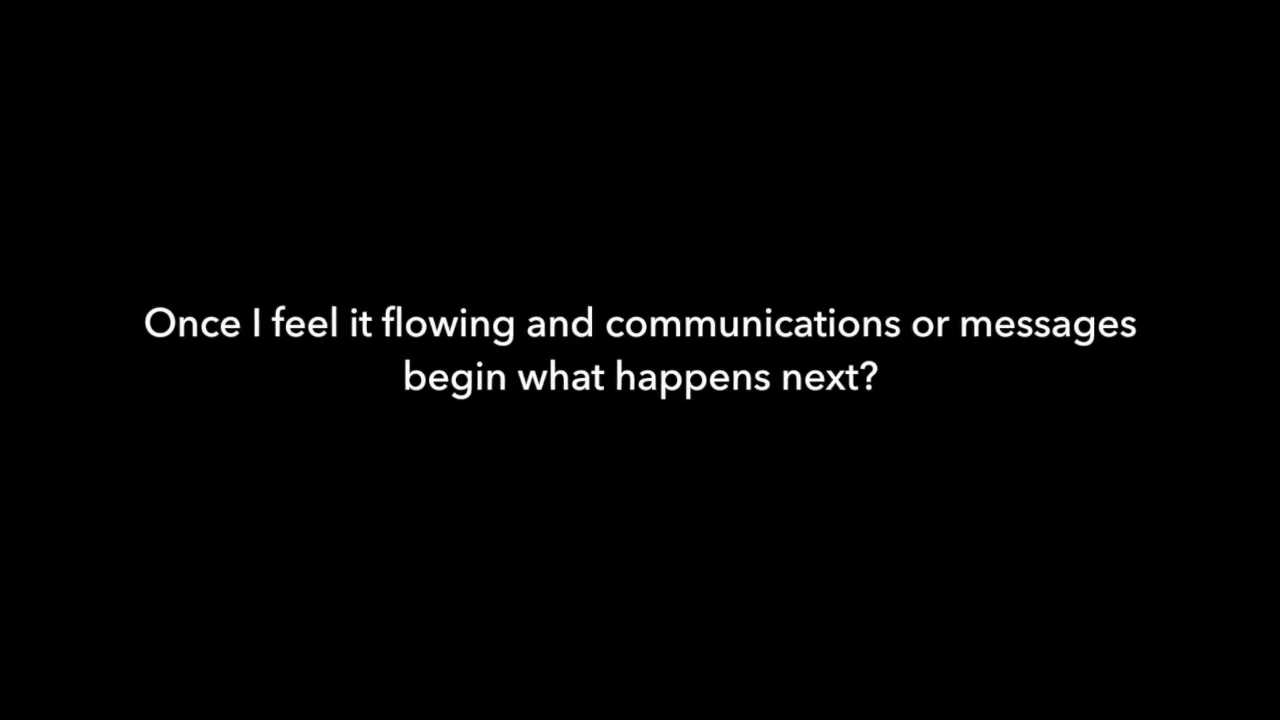 Once I feel it flowing and communications or messages
begin what happens next?